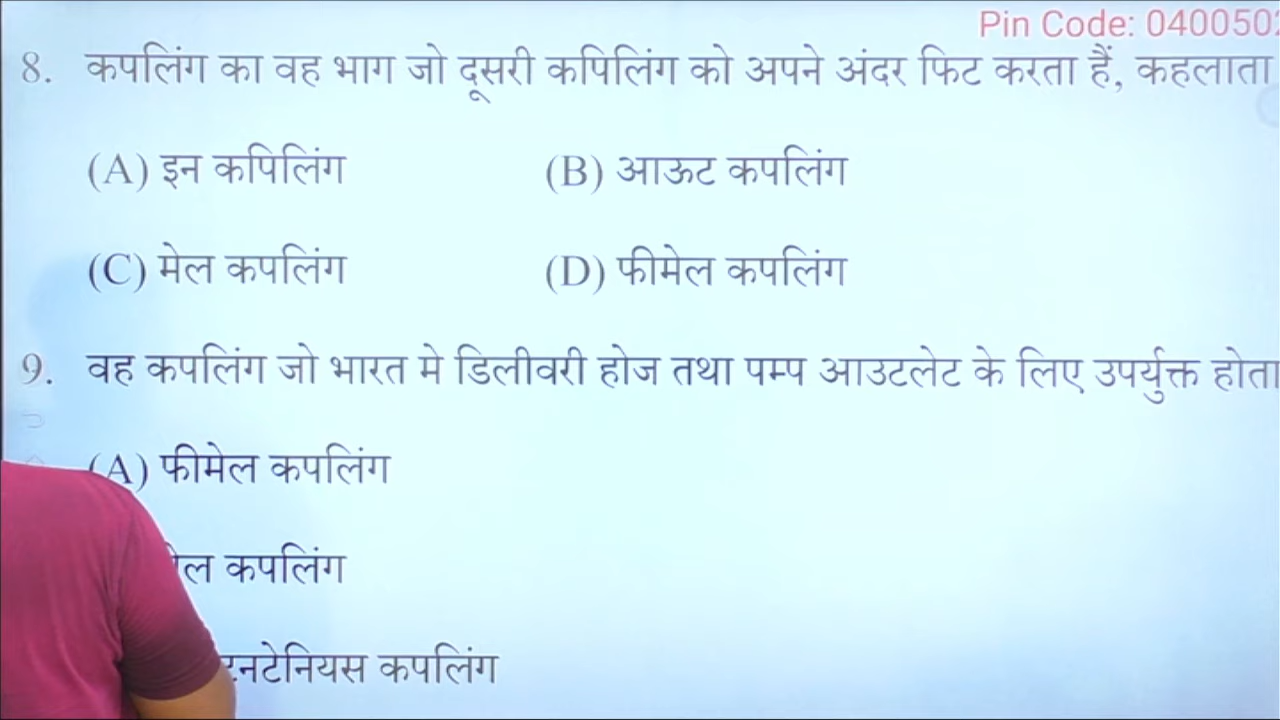 Pin Code: 040050
8. कपलिंग का वह भाग जो दूसरी कपिलिंग को अपने अंदर फिट करता हैं, कहलाता
(A) इन कपिलिंग (B) आऊट कपलिंग
(C) मेल कपलिंग (D) फीमेल कपलिंग
9. वह कपलिंग जो भारत मे डिलीवरी होज तथा पम्प आउटलेट के लिए उपर्युक्त होता
(A) फीमेल कपलिंग
कपलिंग
कपलिंग